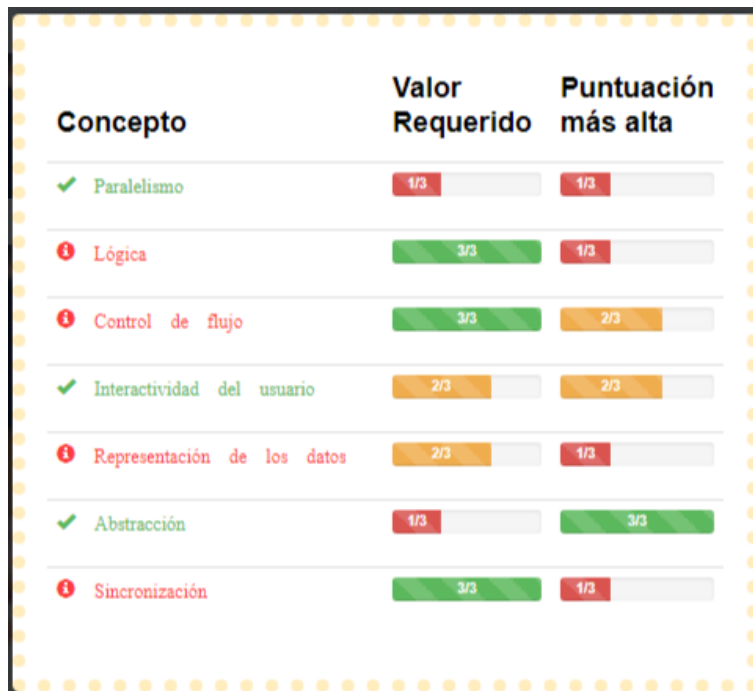 Concepto Valor Requerido Puntuación más alta
Paralelismo 1/3 1/3
Lógica 3/3 1/3
Control de flujo 3/3 2/3
Interactividad del usuario 2/3 2/3
Representación de los datos 2/3 1/3
Abstracción 1/3 3/3
Sincronización 3/3 1/3